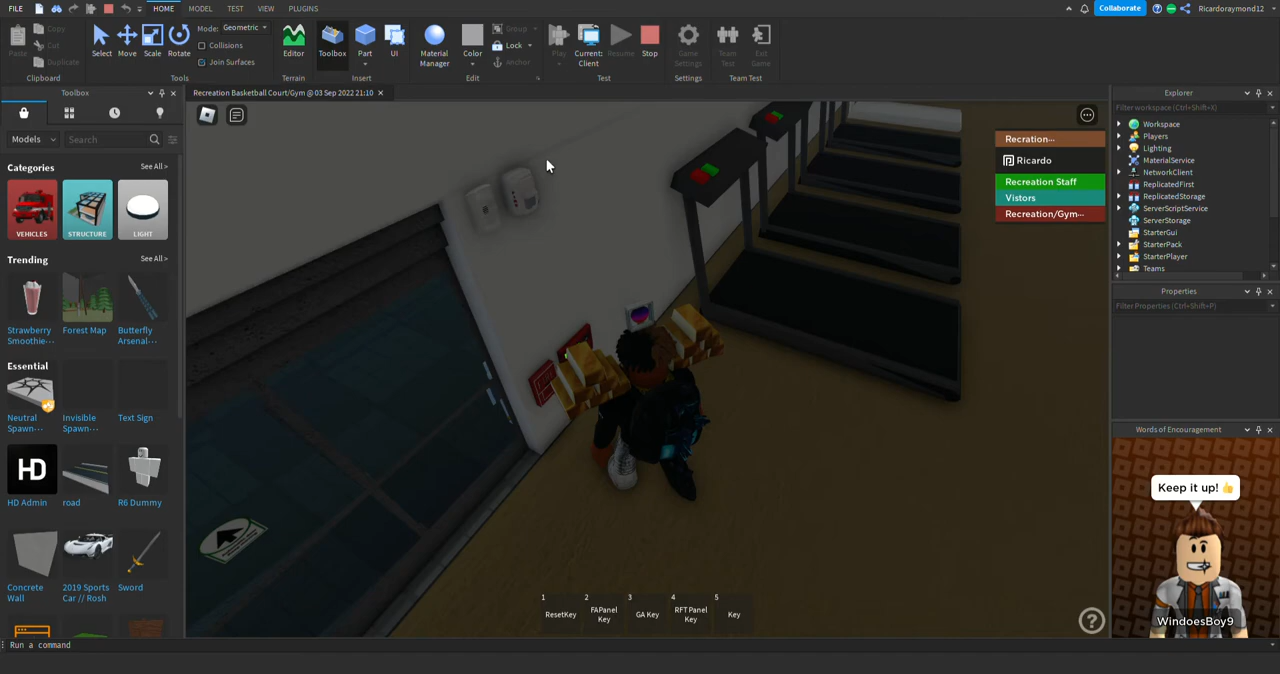 FILE HOME MODEL TEST VIEW PLUGINS Collaborate Ricardoraymond12
Paste Copy Cut Duplicate
Clipboard
Select Move Scale Rotate
Mode: Geometric
Collisions
Join Surfaces
Tools
Editor
Terrain
Toolbox Part UI
Insert
Material Manager
Color
Group
Lock
Anchor
Edit
Play
Current: Client
Resume Stop
Test
Game Settings
Settings
Team Test
Exit Game
Team Test
Toolbox
Models
Search
Categories
See All >
VEHICLES STRUCTURE LIGHT
Trending
See All >
Strawberry Smoothie···
Forest Map
Butterfly Arsenal···
Essential
Neutral Spawn···
Invisible Spawn···
Text Sign
HD
HD Admin road R6 Dummy
Concrete Wall
2019 Sports Car // Rosh
Sword
Recreation Basketball Court/Gym @ 03 Sep 2022 21:10
Recration···
Ricardo
Recreation Staff
Vistors
Recreation/Gym···
1 ResetKey
2 FAPanel Key
3 GA Key
4 RFT Panel Key
5 Key
?
Explorer
Filter workspace (Ctrl+Shift+X)
Workspace
Players
Lighting
MaterialService
NetworkClient
ReplicatedFirst
ReplicatedStorage
ServerScriptService
ServerStorage
StarterGui
StarterPack
StarterPlayer
Teams
Properties
Filter Properties (Ctrl+Shift+P)
Words of Encouragement
Keep it up! 👍
WindoesBoy9
Run a command